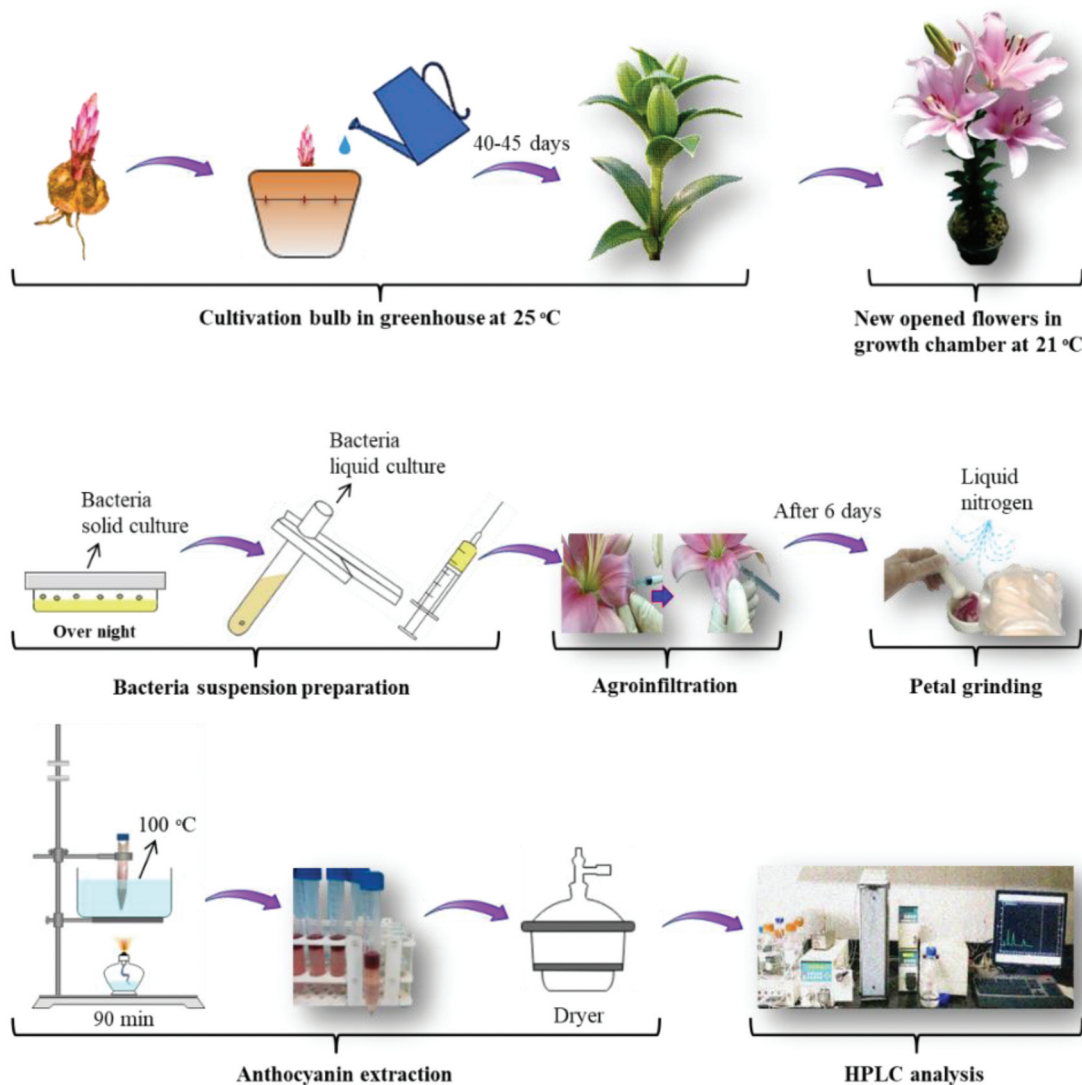 40-45 days
Cultivation bulb in greenhouse at 25 °C
New opened flowers in
growth chamber at 21 °C
Bacteria
solid culture
Over night
Bacteria
liquid culture
Bacteria suspension preparation
Agroinfiltration
After 6 days
Liquid
nitrogen
Petal grinding
100 °C
90 min
Dryer
Anthocyanin extraction
HPLC analysis